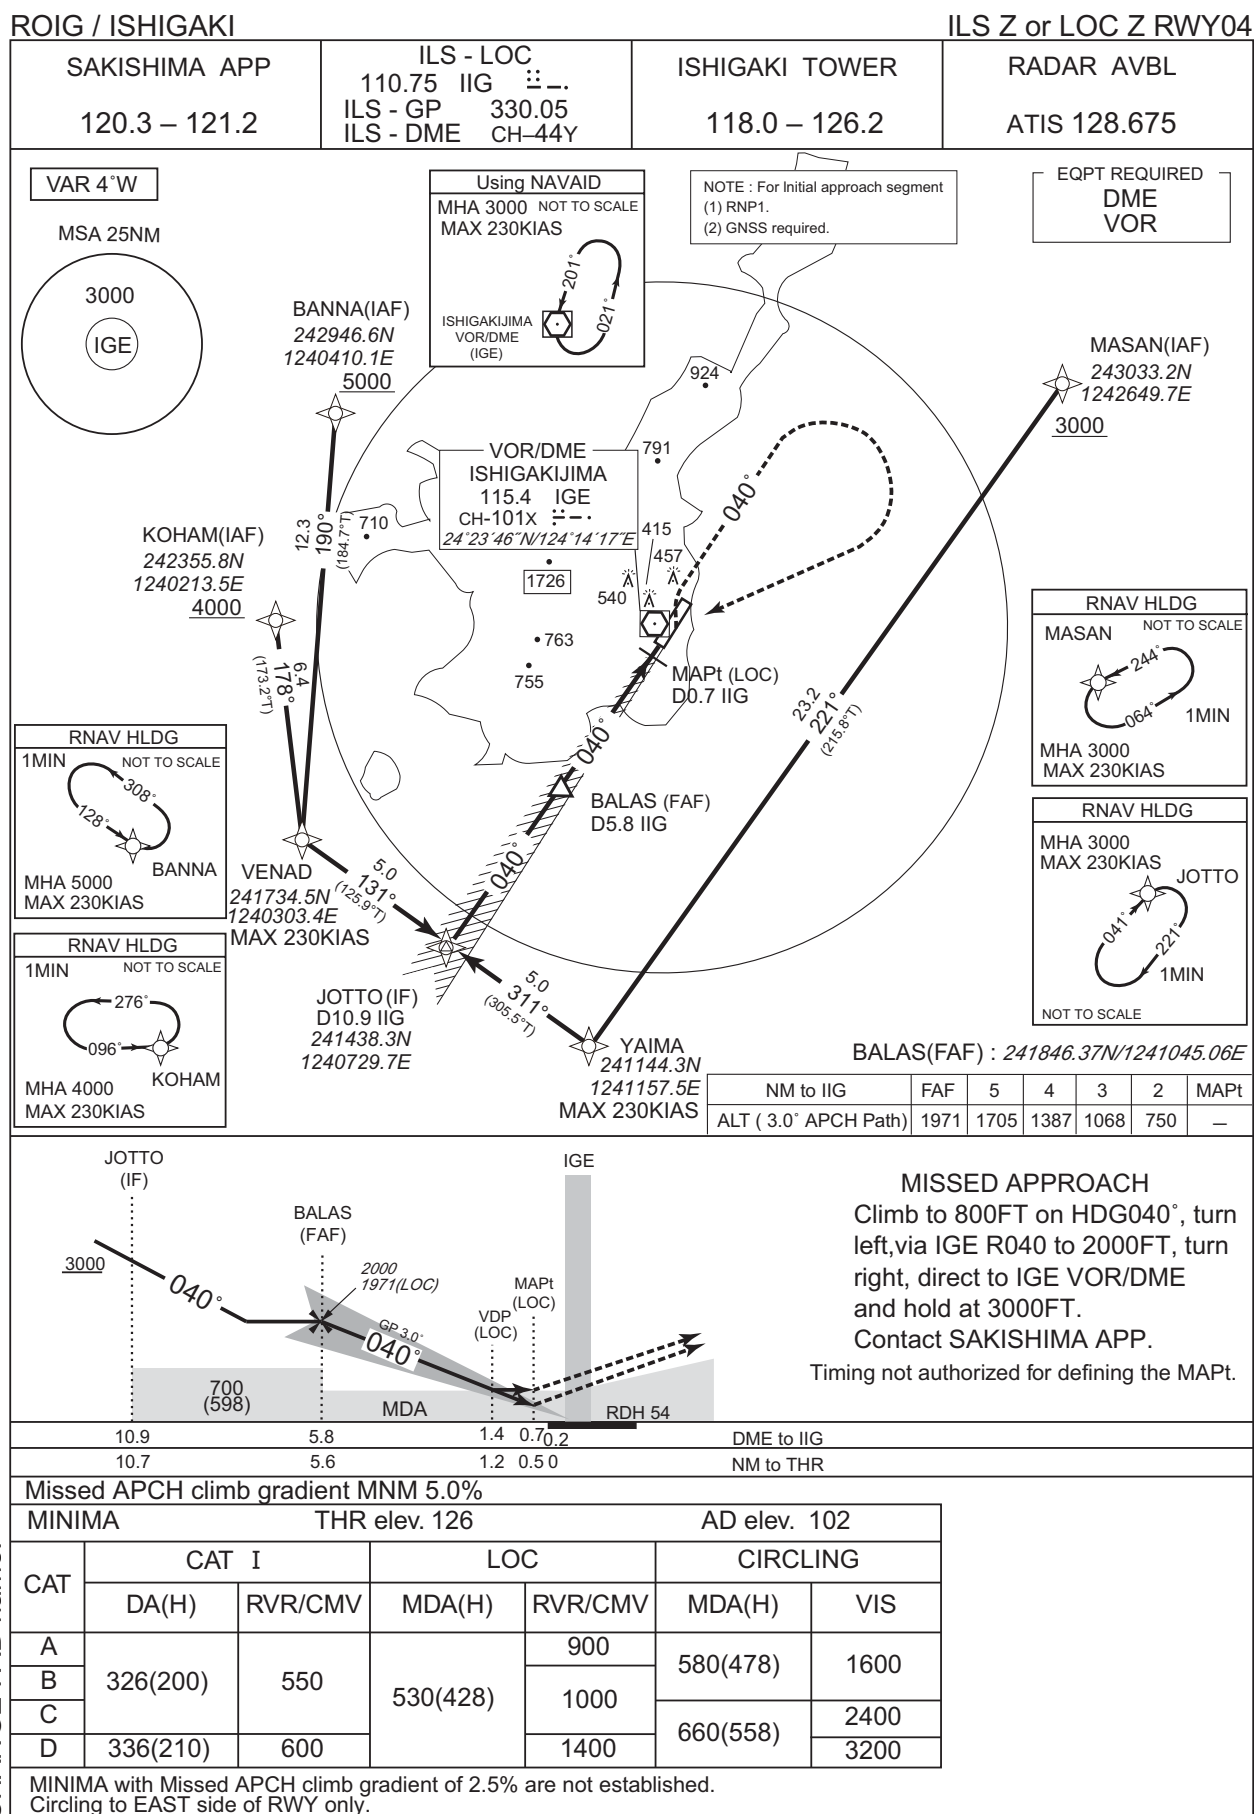 ROIG / ISHIGAKI
ILS Z or LOC Z RWY04
SAKISHIMA APP
120.3 – 121.2
ILS - LOC
110.75 IIG
ILS - GP 330.05
ILS - DME CH–44Y
ISHIGAKI TOWER
118.0 – 126.2
RADAR AVBL
ATIS 128.675
VAR 4°W
MSA 25NM
3000
IGE
Using NAVAID
MHA 3000 NOT TO SCALE
MAX 230KIAS
201°
021°
ISHIGAKIJIMA
VOR/DME
(IGE)
NOTE : For Initial approach segment
(1) RNP1.
(2) GNSS required.
EQPT REQUIRED
DME
VOR
BANNA(IAF)
242946.6N
1240410.1E
5000
MASAN(IAF)
243033.2N
1242649.7E
3000
924
791
VOR/DME
ISHIGAKIJIMA
115.4 IGE
CH-101X
24°23′46″N/124°14′17″E
040°
12.3
190°
(184.7°T)
710
415
457
1726
540
KOHAM(IAF)
242355.8N
1240213.5E
4000
6.4
178°
(173.2°T)
763
755
MAPt (LOC)
D0.7 IIG
23.2
221°
(215.8°T)
RNAV HLDG
MASAN NOT TO SCALE
244°
064°
1MIN
MHA 3000
MAX 230KIAS
RNAV HLDG
1MIN NOT TO SCALE
308°
128°
BANNA
MHA 5000
MAX 230KIAS
040°
BALAS (FAF)
D5.8 IIG
040°
RNAV HLDG
MHA 3000
MAX 230KIAS
JOTTO
041°
221°
1MIN
NOT TO SCALE
VENAD
241734.5N
1240303.4E
MAX 230KIAS
5.0
131°
(125.9°T)
RNAV HLDG
1MIN NOT TO SCALE
276°
096°
KOHAM
MHA 4000
MAX 230KIAS
JOTTO (IF)
D10.9 IIG
241438.3N
1240729.7E
5.0
311°
(305.5°T)
YAIMA
241144.3N
1241157.5E
MAX 230KIAS
BALAS(FAF) : 241846.37N/1241045.06E
NM to IIG FAF 5 4 3 2 MAPt
ALT ( 3.0° APCH Path) 1971 1705 1387 1068 750 –
JOTTO
(IF)
BALAS
(FAF)
IGE
3000
040°
2000
1971(LOC)
GP 3.0°
040°
VDP
(LOC)
MAPt
(LOC)
700
(598)
MDA
RDH 54
10.9 5.8 1.4 0.7 0.2 DME to IIG
10.7 5.6 1.2 0.5 0 NM to THR
MISSED APPROACH
Climb to 800FT on HDG040°, turn
left,via IGE R040 to 2000FT, turn
right, direct to IGE VOR/DME
and hold at 3000FT.
Contact SAKISHIMA APP.
Timing not authorized for defining the MAPt.
Missed APCH climb gradient MNM 5.0%
MINIMA THR elev. 126 AD elev. 102
CAT CAT I LOC CIRCLING
DA(H) RVR/CMV MDA(H) RVR/CMV MDA(H) VIS
A 326(200) 550 530(428) 900 580(478) 1600
B 1000
C 660(558) 2400
D 336(210) 600 1400 3200
MINIMA with Missed APCH climb gradient of 2.5% are not established.
Circling to EAST side of RWY only.